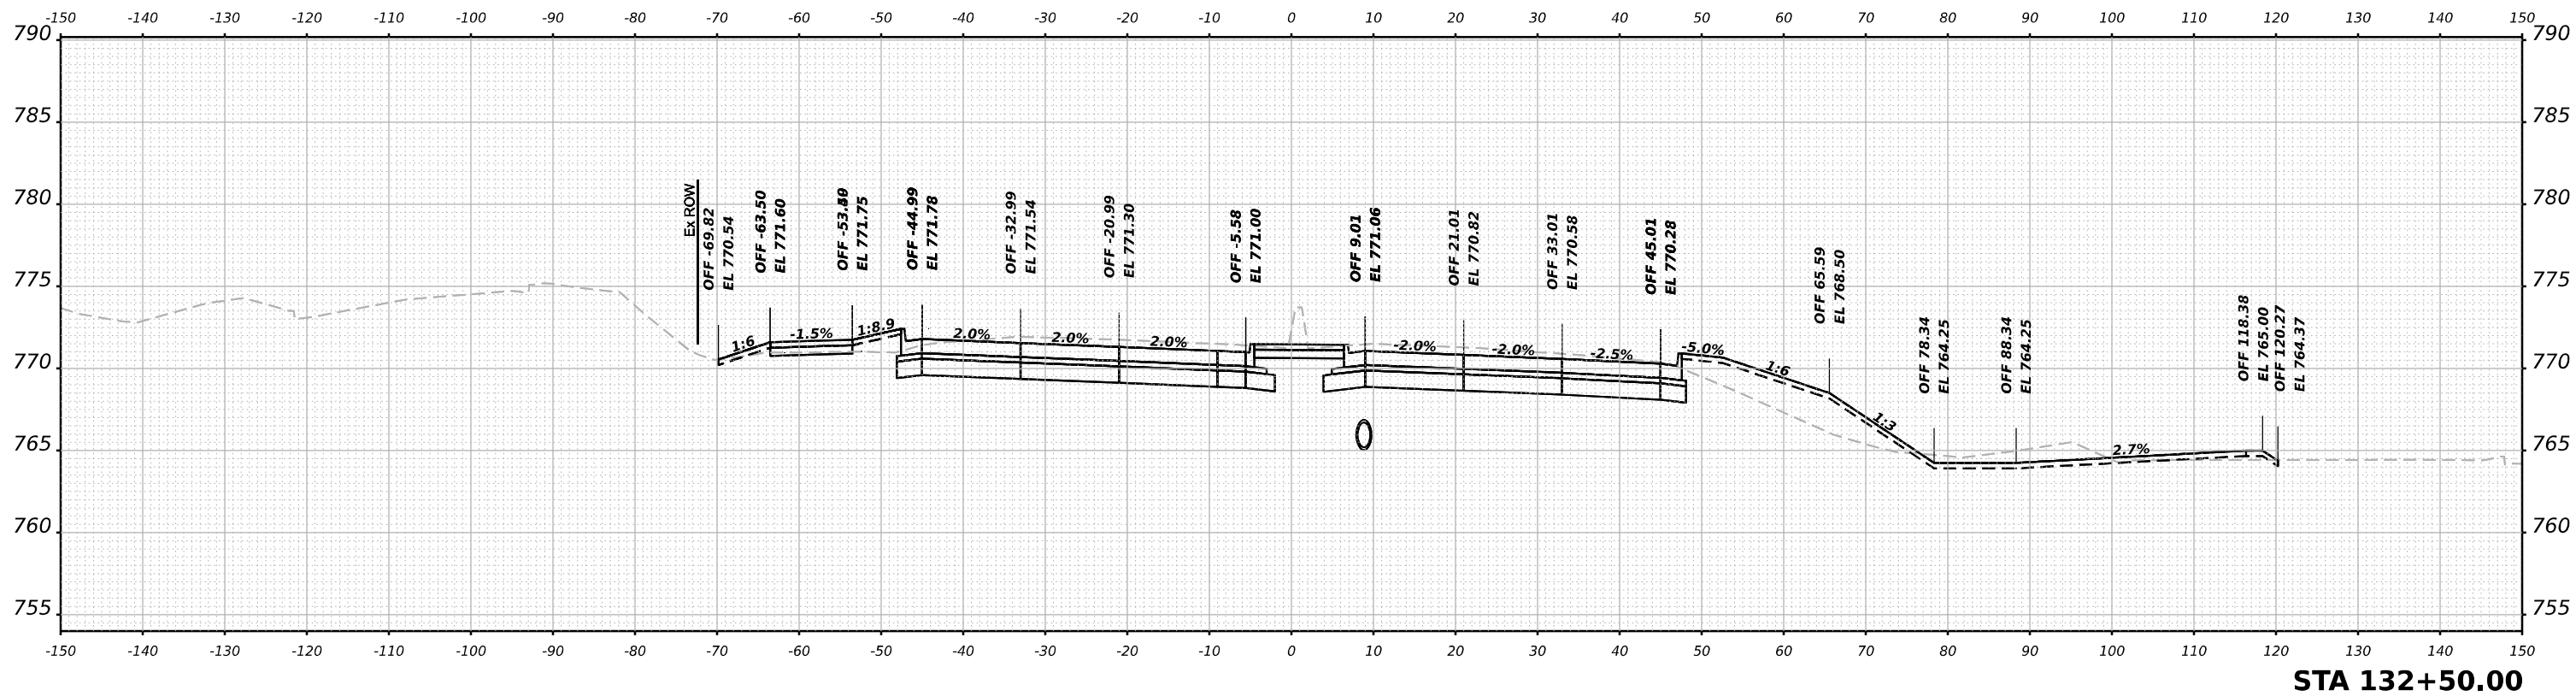 -150 -140 -130 -120 -110 -100 -90 -80 -70 -60 -50 -40 -30 -20 -10 0 10 20 30 40 50 60 70 80 90 100 110 120 130 140 150
790 790
785 785
780 780
775 775
770 770
765 765
760 760
755 755
Ex ROW
OFF -69.82
EL 770.54
OFF -63.50
EL 771.60
EL 771.75
OFF -44.99
EL 771.78
OFF -32.99
EL 771.54
OFF -20.99
EL 771.30
OFF -5.58
EL 771.00
OFF 9.01
EL 771.06
OFF 21.01
EL 770.82
OFF 33.01
EL 770.58
OFF 45.01
EL 770.28
OFF 65.59
EL 768.50
OFF 78.34
EL 764.25
OFF 88.34
EL 764.25
OFF 118.38
EL 765.00
OFF 120.27
EL 764.37
1:6 -1.5% 1:8.9 2.0% 2.0% 2.0% -2.0% -2.0% -2.5% -5.0% 1:6 1:3 2.7%
-150 -140 -130 -120 -110 -100 -90 -80 -70 -60 -50 -40 -30 -20 -10 0 10 20 30 40 50 60 70 80 90 100 110 120 130 140 150
STA 132+50.00